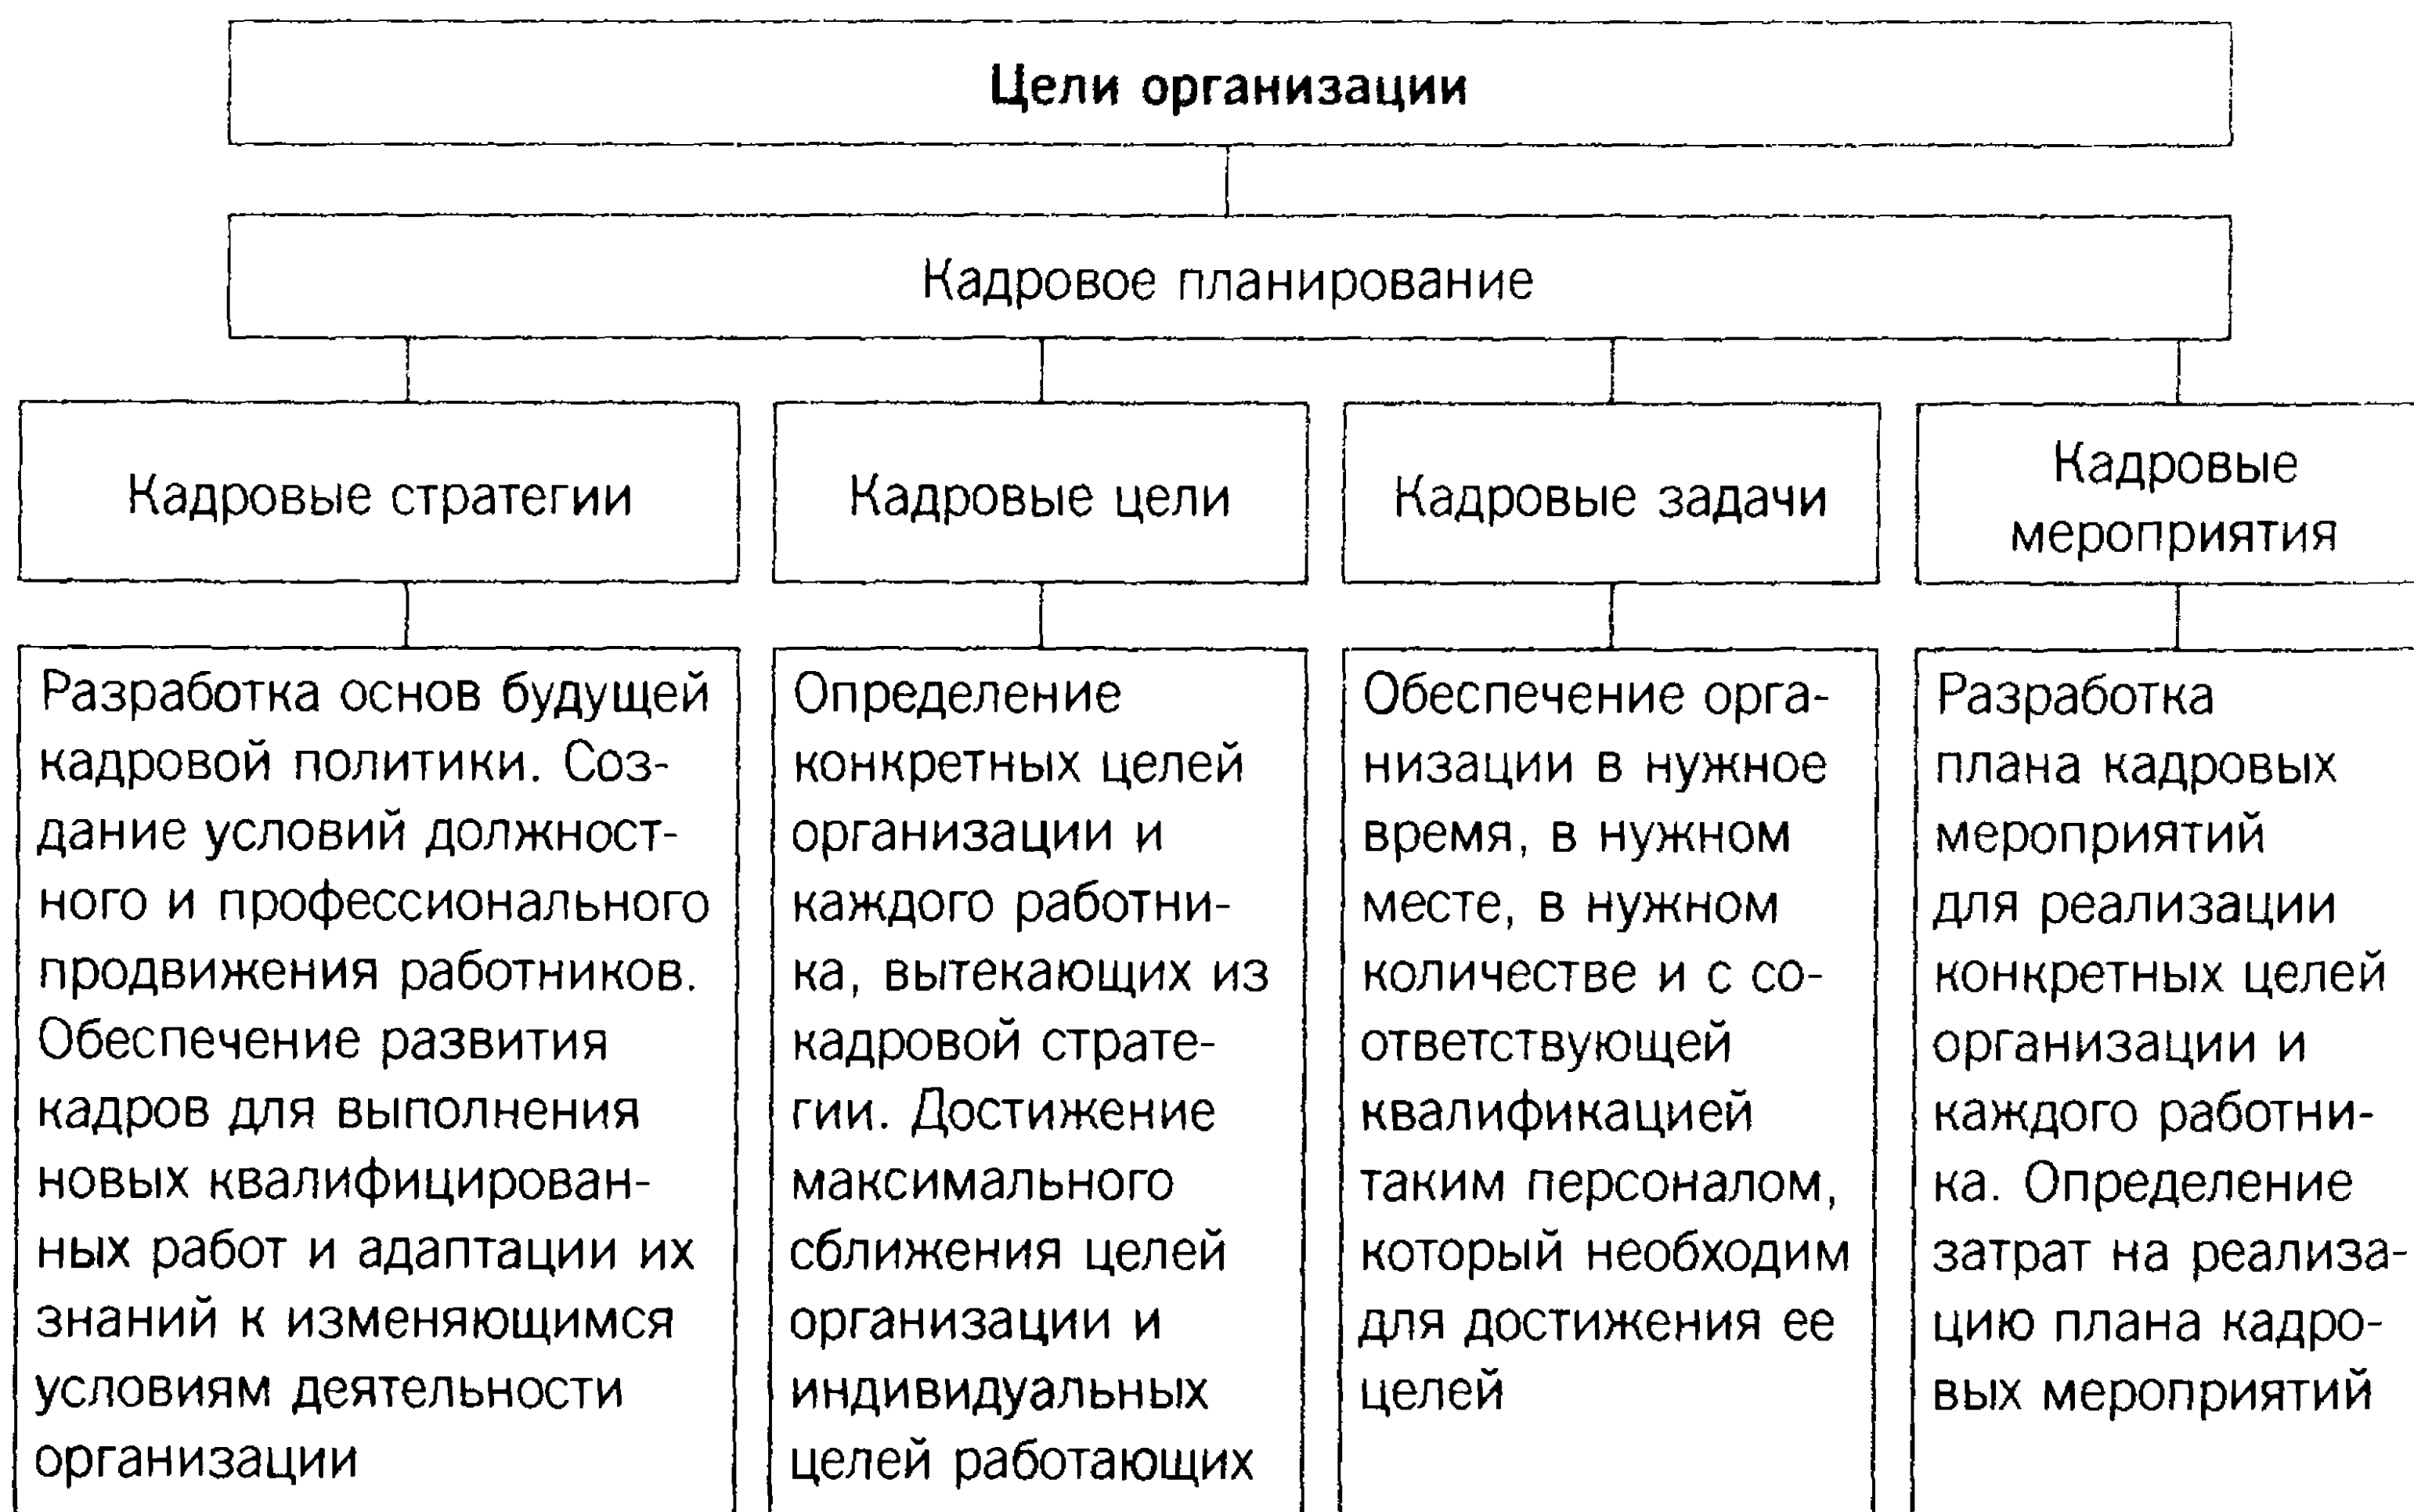 Цели организации
Кадровое планирование
Кадровые стратегии
Кадровые цели
Кадровые задачи
Кадровые
мероприятия
Разработка основ будущей
кадровой политики. Соз-
дание условий должност-
ного и профессионального
продвижения работников.
Обеспечение развития
кадров для выполнения
новых квалифицирован-
ных работ и адаптации их
знаний к изменяющимся
условиям деятельности
организации
Определение
конкретных целей
организации и
каждого работни-
ка, вытекающих из
кадровой страте-
гии. Достижение
максимального
сближения целей
организации и
индивидуальных
целей работающих
Обеспечение орга-
низации в нужное
время, в нужном
месте, в нужном
количестве и с со-
ответствующей
квалификацией
таким персоналом,
который необходим
для достижения ее
целей
Разработка
плана кадровых
мероприятий
для реализации
конкретных целей
организации и
каждого работни-
ка. Определение
затрат на реализа-
цию плана кадро-
вых мероприятий